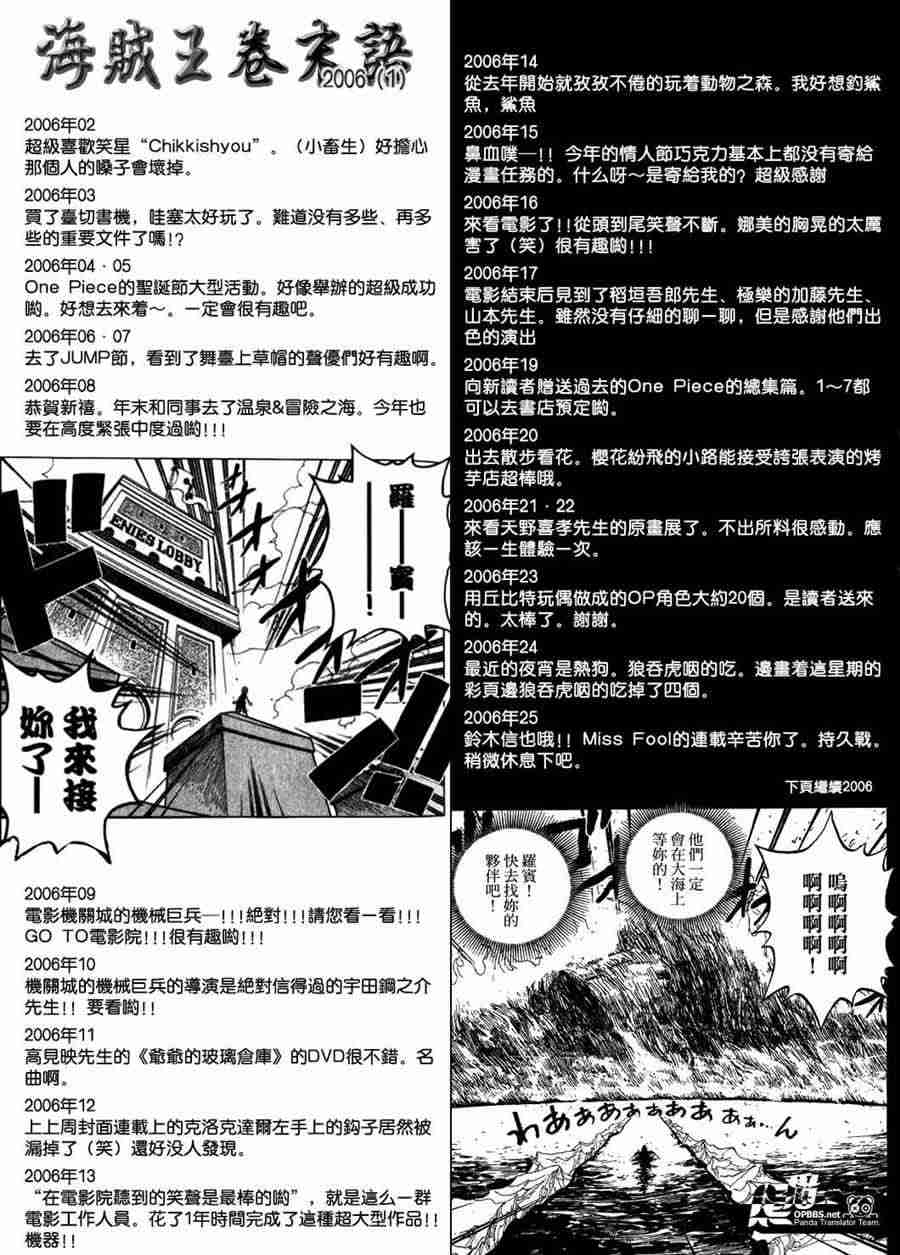 海賊王卷末語
2006 (1)
2006年02
超級喜歡笑星“Chikkishyou”。（小畜生）好擔心
那個人的嗓子會壞掉。
2006年03
買了臺切書機，哇塞太好玩了。難道没有多些、再多
些的重要文件了嗎!?
2006年04 · 05
One Piece的聖誕節大型活動。好像舉辦的超級成功
喲。好想去來着～。一定會很有趣吧。
2006年06 · 07
去了JUMP節，看到了舞臺上草帽的聲優們好有趣啊。
2006年08
恭賀新禧。年末和同事去了温泉&冒險之海。今年也
要在高度緊張中度過喲!!!
ENIES LOBBY
羅——賓——!
我來接
妳了—
2006年09
電影機關城的機械巨兵—!!!絕對!!!請您看一看!!!
GO TO電影院!!!很有趣喲!!!
2006年10
機關城的機械巨兵的導演是絕對信得過的宇田鋼之介
先生!! 要看喲!!
2006年11
高見映先生的《爺爺的玻璃倉庫》的DVD很不錯。名
曲啊。
2006年12
上上周封面連載上的克洛克達爾左手上的鈎子居然被
漏掉了（笑）還好没人發現。
2006年13
“在電影院聽到的笑聲是最棒的喲”，就是這么一群
電影工作人員。花了1年時間完成了這種超大型作品!!
機器!!
2006年14
從去年開始就孜孜不倦的玩着動物之森。我好想釣鯊
魚，鯊魚
2006年15
鼻血噗—!! 今年的情人節巧克力基本上都没有寄給
漫畫任務的。什么呀～是寄給我的? 超級感謝
2006年16
來看電影了!!從頭到尾笑聲不斷。娜美的胸晃的太厲
害了（笑）很有趣喲!!!
2006年17
電影結束后見到了稻垣吾郎先生、極樂的加藤先生、
山本先生。雖然没有仔細的聊一聊，但是感謝他們出
色的演出
2006年19
向新讀者贈送過去的One Piece的總集篇。1～7都
可以去書店預定喲。
2006年20
出去散步看花。櫻花紛飛的小路能接受誇張表演的烤
芋店超棒哦。
2006年21 · 22
來看天野喜孝先生的原畫展了。不出所料很感動。應
該一生體驗一次。
2006年23
用丘比特玩偶做成的OP角色大約20個。是讀者送來
的。太棒了。謝謝。
2006年24
最近的夜宵是熱狗。狼吞虎咽的吃。邊畫着這星期的
彩頁邊狼吞虎咽的吃掉了四個。
2006年25
鈴木信也哦!! Miss Fool的連載辛苦你了。持久戰。
稍微休息下吧。
下頁繼續2006
他們一定
會在大海上
等妳的!
羅賓!
快去找妳的
夥伴吧!
嗚啊啊啊
啊啊啊啊!
わあぁぁぁぁぁぁ ぁぁ…ん
OPBBS.net
Panda Translator Team.